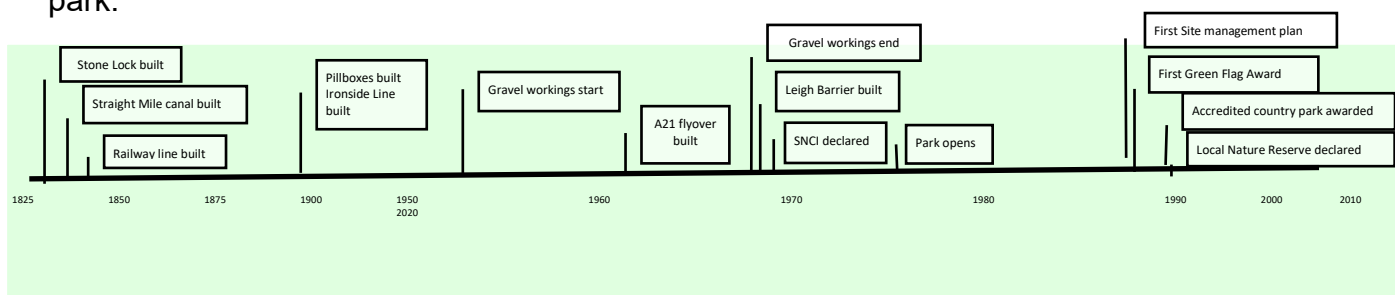 park.
Stone Lock built
Straight Mile canal built
Railway line built
Pillboxes built
Ironside Line
built
Gravel workings start
A21 flyover
built
Gravel workings end
Leigh Barrier built
SNCI declared
Park opens
First Site management plan
First Green Flag Award
Accredited country park awarded
Local Nature Reserve declared
1825 1850 1875 1900 1950 1960 1970 1980 1990 2000 2010
2020